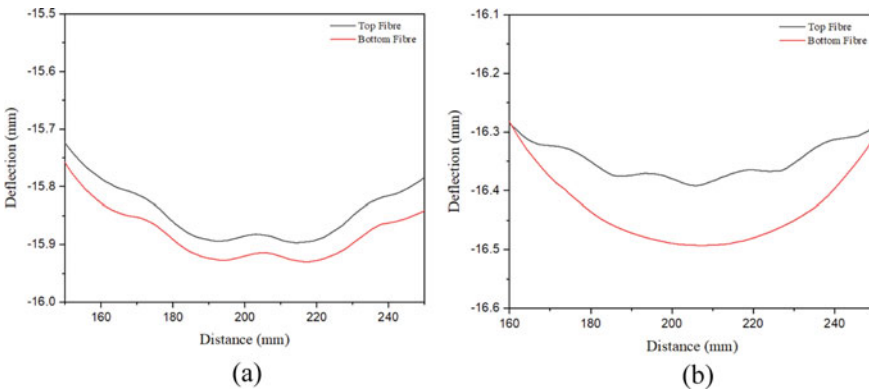 -15.5
-15.6
-15.7
-15.8
-15.9
-16.0
Deflection (mm)
Top Fibre
Bottom Fibre
160
180
200
220
240
Distance (mm)
(a)
-16.1
-16.2
-16.3
-16.4
-16.5
-16.6
Deflection (mm)
Top Fibre
Bottom Fibre
160
180
200
220
240
Distance (mm)
(b)